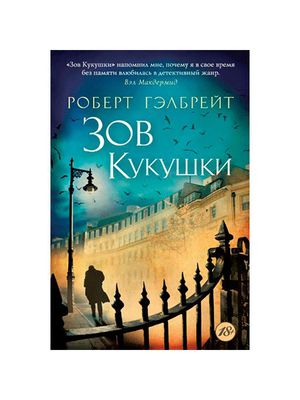 «Зов Кукушки» напомнил мне, почему я в свое время
без памяти влюбилась в детективный жанр.
Вэл Макдермид
РОБЕРТ ГЭЛБРЕЙТ
ЗОВ
КУКУШКИ
18+